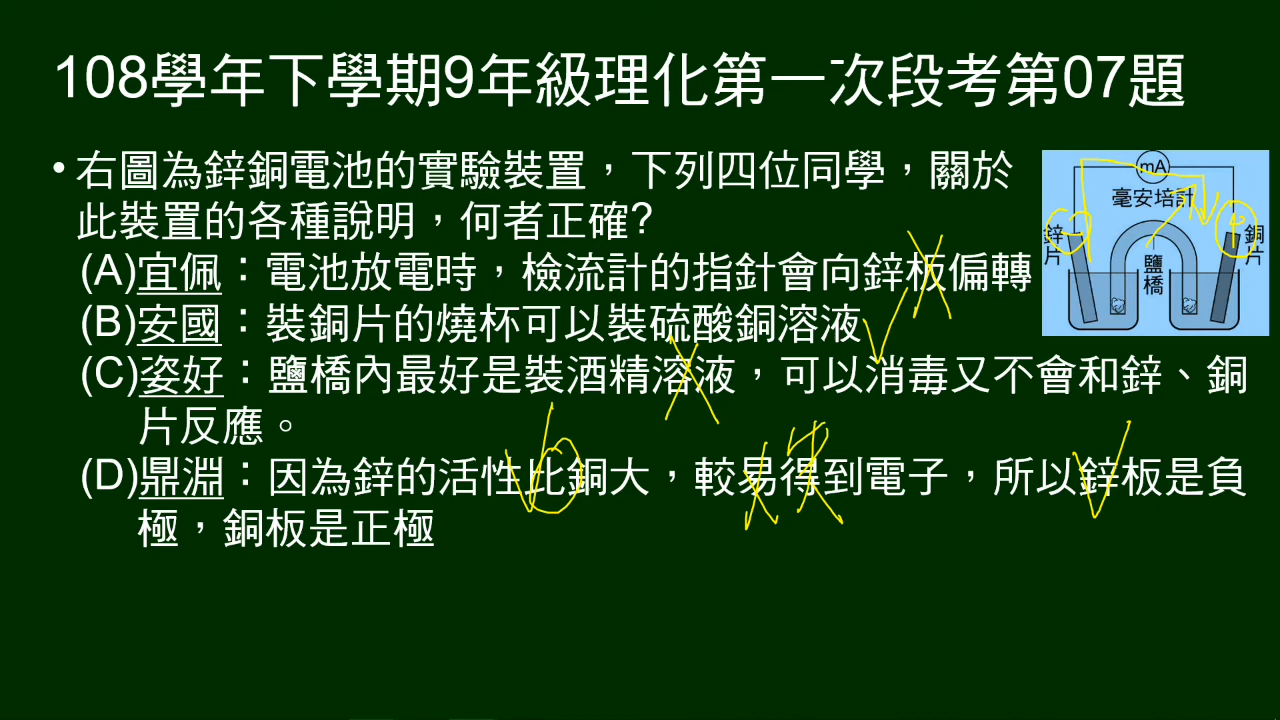 108學年下學期9年級理化第一次段考第07題
• 右圖為鋅銅電池的實驗裝置，下列四位同學，關於
此裝置的各種說明，何者正確?
(A)宜佩：電池放電時，檢流計的指針會向鋅板偏轉
(B)安國：裝銅片的燒杯可以裝硫酸銅溶液
(C)姿好：鹽橋內最好是裝酒精溶液，可以消毒又不會和鋅、銅
片反應。
(D)鼎淵：因為鋅的活性比銅大，較易得到電子，所以鋅板是負
極，銅板是正極
mA
毫安培計
鋅片
銅片
鹽橋
失